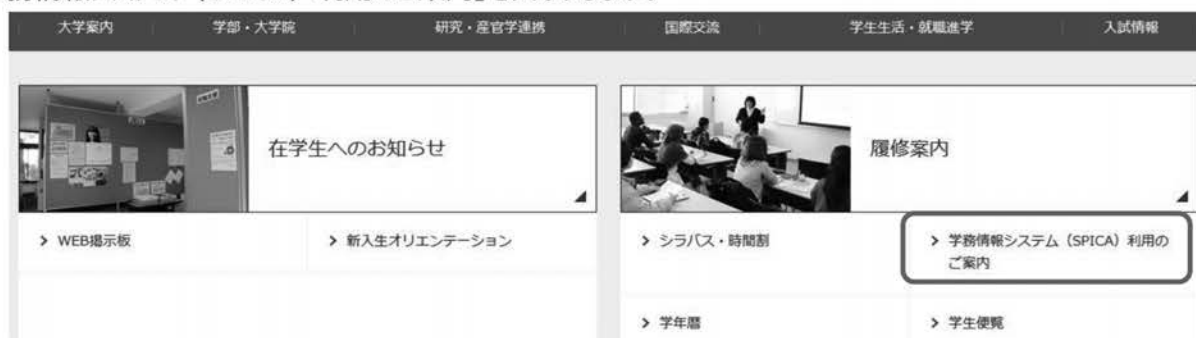 大学案内 学部・大学院 研究・産官学連携 国際交流 学生生活・就職進学 入試情報
在学生へのお知らせ
履修案内
> WEB掲示板
> 新入生オリエンテーション
> シラバス・時間割
> 学務情報システム（SPICA）利用の
ご案内
> 学年暦
> 学生便覧